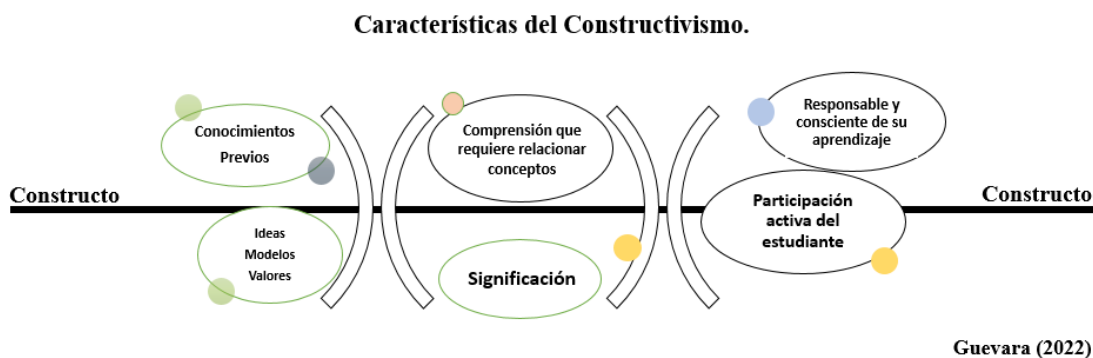 Características del Constructivismo.
Constructo
Conocimientos
Previos
Ideas
Modelos
Valores
Comprensión que
requiere relacionar
conceptos
Significación
Responsable y
consciente de su
aprendizaje
Participación
activa del
estudiante
Constructo
Guevara (2022)